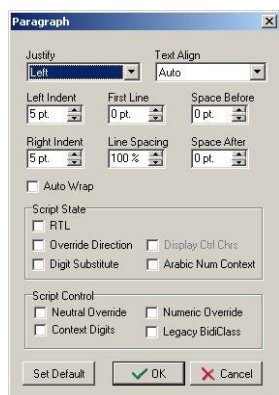 Paragraph
Justify Text Align
Left Auto
Left Indent First Line Space Before
5 pt. 0 pt. 0 pt.
Right Indent Line Spacing Space After
5 pt. 100 % 0 pt.
Auto Wrap
Script State
RTL
Override Direction Display Ctrl Chrs
Digit Substitute Arabic Num Context
Script Control
Neutral Override Numeric Override
Context Digits Legacy BidiClass
Set Default OK Cancel